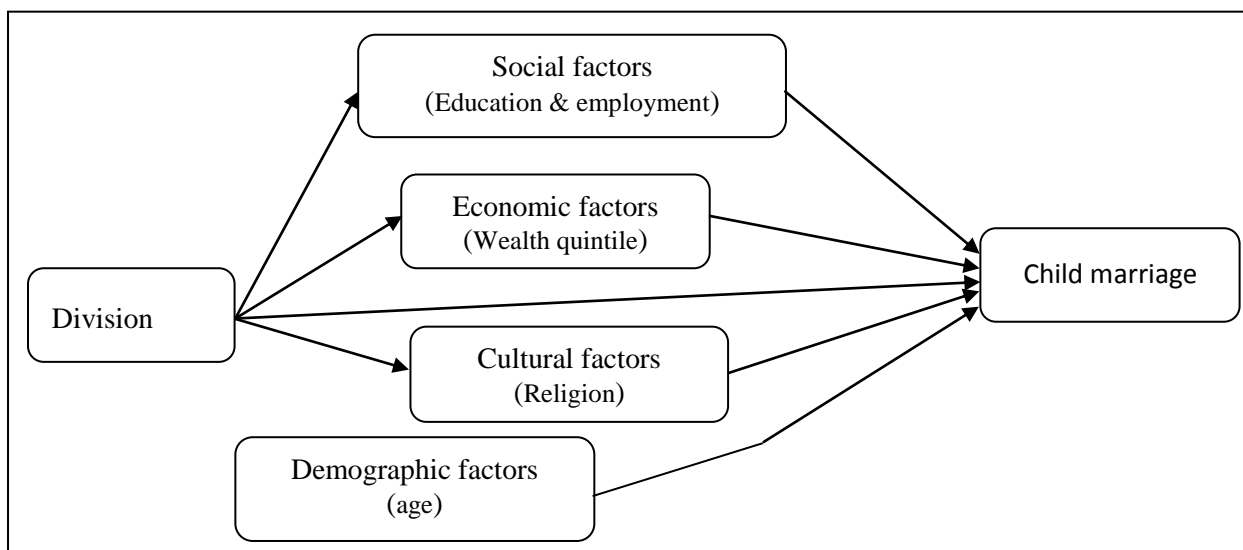 Social factors
(Education & employment)
Economic factors
(Wealth quintile)
Division
Child marriage
Cultural factors
(Religion)
Demographic factors
(age)